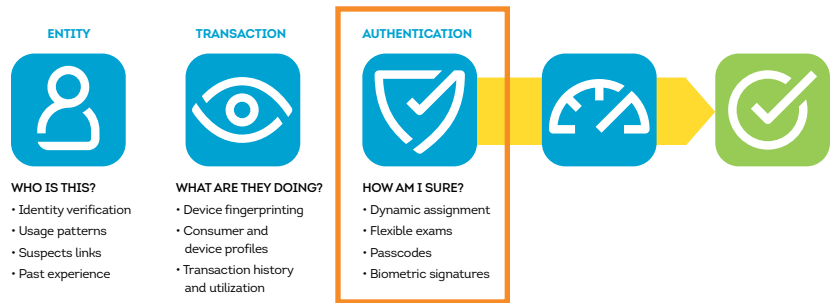 ENTITY
TRANSACTION
AUTHENTICATION
WHO IS THIS?
• Identity verification
• Usage patterns
• Suspects links
• Past experience
WHAT ARE THEY DOING?
• Device fingerprinting
• Consumer and
device profiles
• Transaction history
and utilization
HOW AM I SURE?
• Dynamic assignment
• Flexible exams
• Passcodes
• Biometric signatures